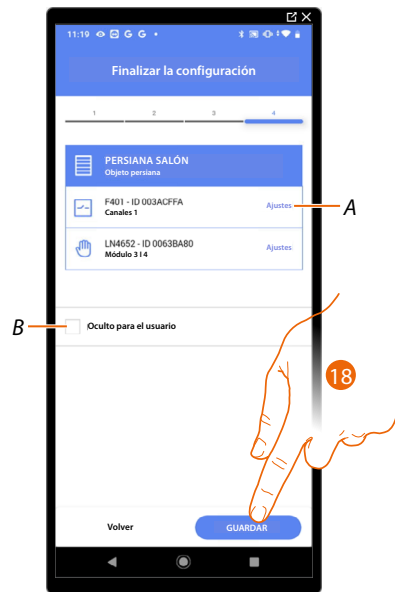 11:19 G G •
Finalizar la configuración
1 2 3 4
PERSIANA SALÓN
Objeto persiana
F401 - ID 003ACFFA
Canales 1
Ajustes
A
LN4652 - ID 0063BA80
Módulo 3 I 4
Ajustes
B
Oculto para el usuario
18
Volver
GUARDAR